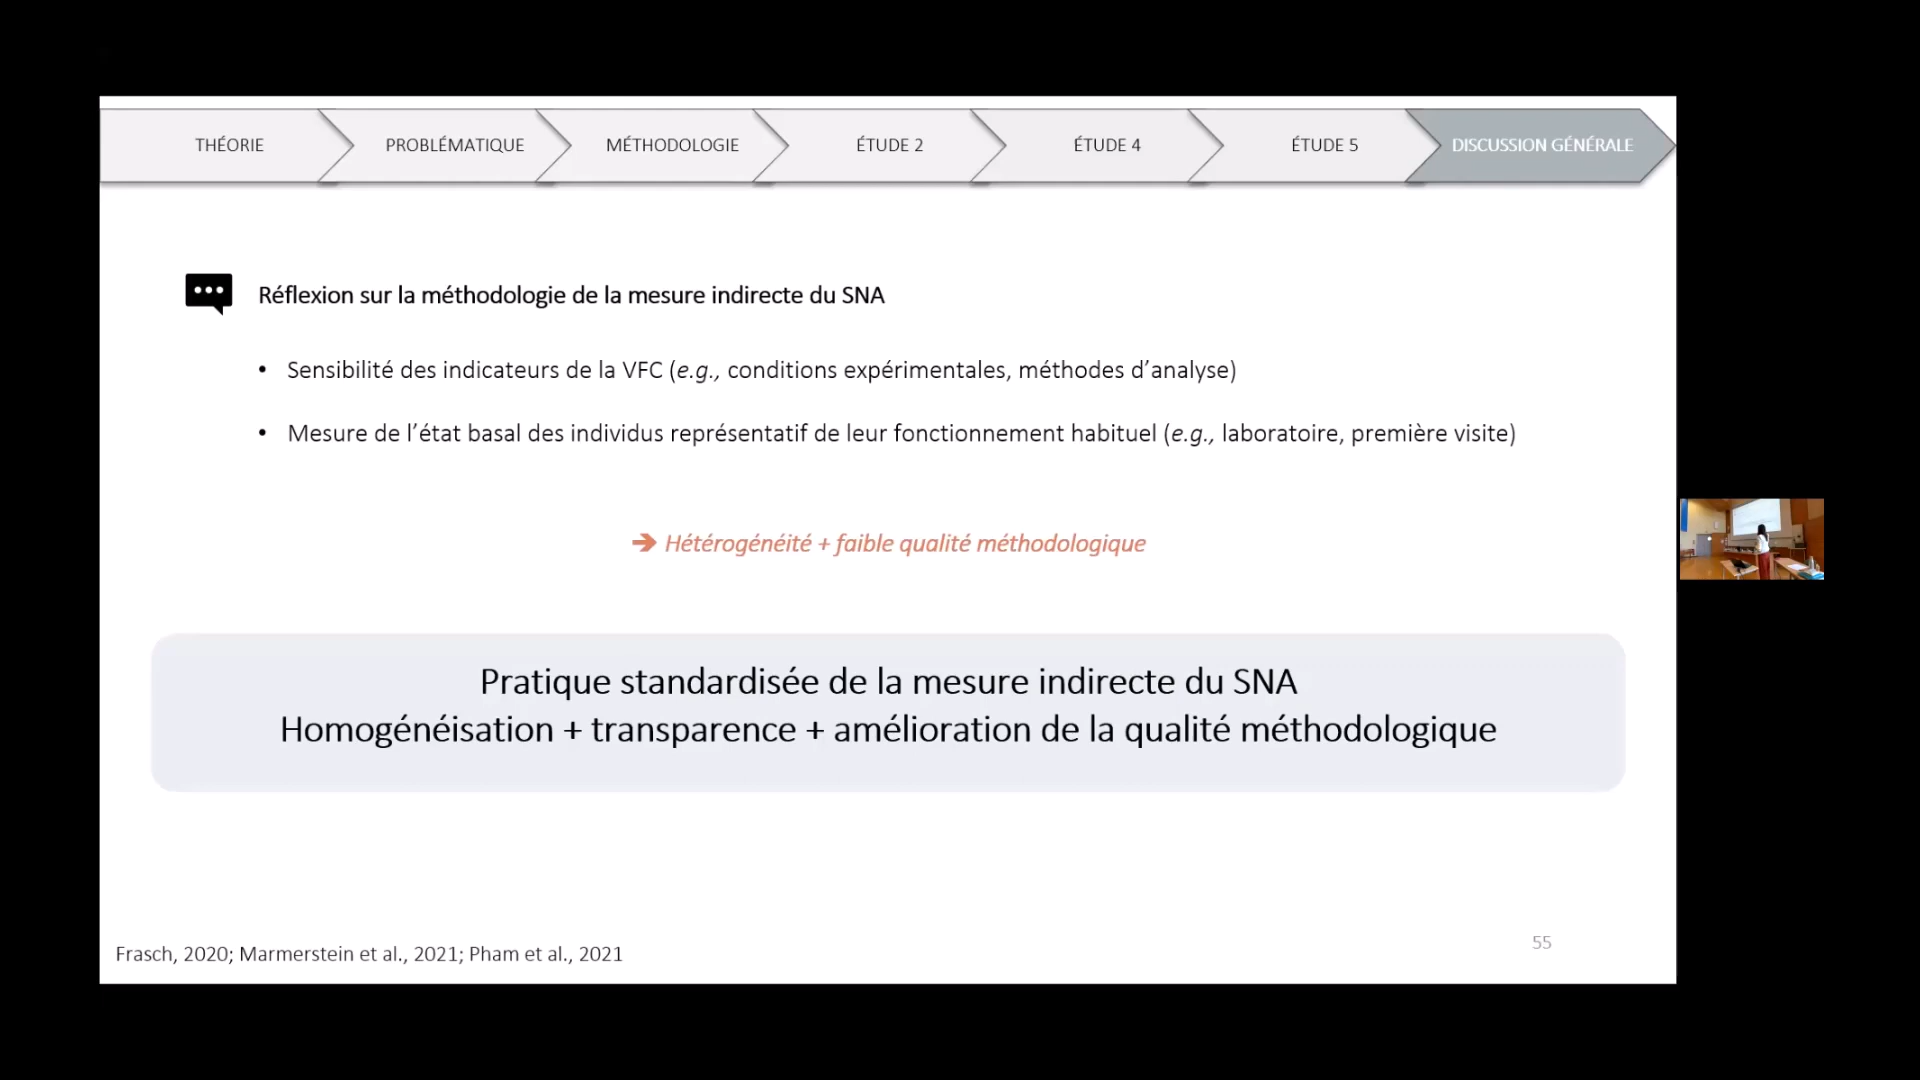 THÉORIE
PROBLÉMATIQUE
MÉTHODOLOGIE
ÉTUDE 2
ÉTUDE 4
ÉTUDE 5
DISCUSSION GÉNÉRALE
Réflexion sur la méthodologie de la mesure indirecte du SNA
• Sensibilité des indicateurs de la VFC (e.g., conditions expérimentales, méthodes d’analyse)
• Mesure de l’état basal des individus représentatif de leur fonctionnement habituel (e.g., laboratoire, première visite)
➔ Hétérogénéité + faible qualité méthodologique
Pratique standardisée de la mesure indirecte du SNA
Homogénéisation + transparence + amélioration de la qualité méthodologique
Frasch, 2020; Marmerstein et al., 2021; Pham et al., 2021
55